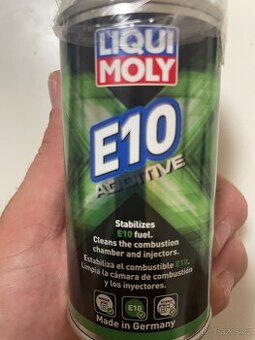 LIQUI
MOLY
E10
ADDITIVE
Stabilizes
E10 fuel.
Cleans the combustion
chamber and injectors.
Estabiliza el combustible E10.
Limpia la cámara de combustión
y los inyectores.
E10
Made in Germany